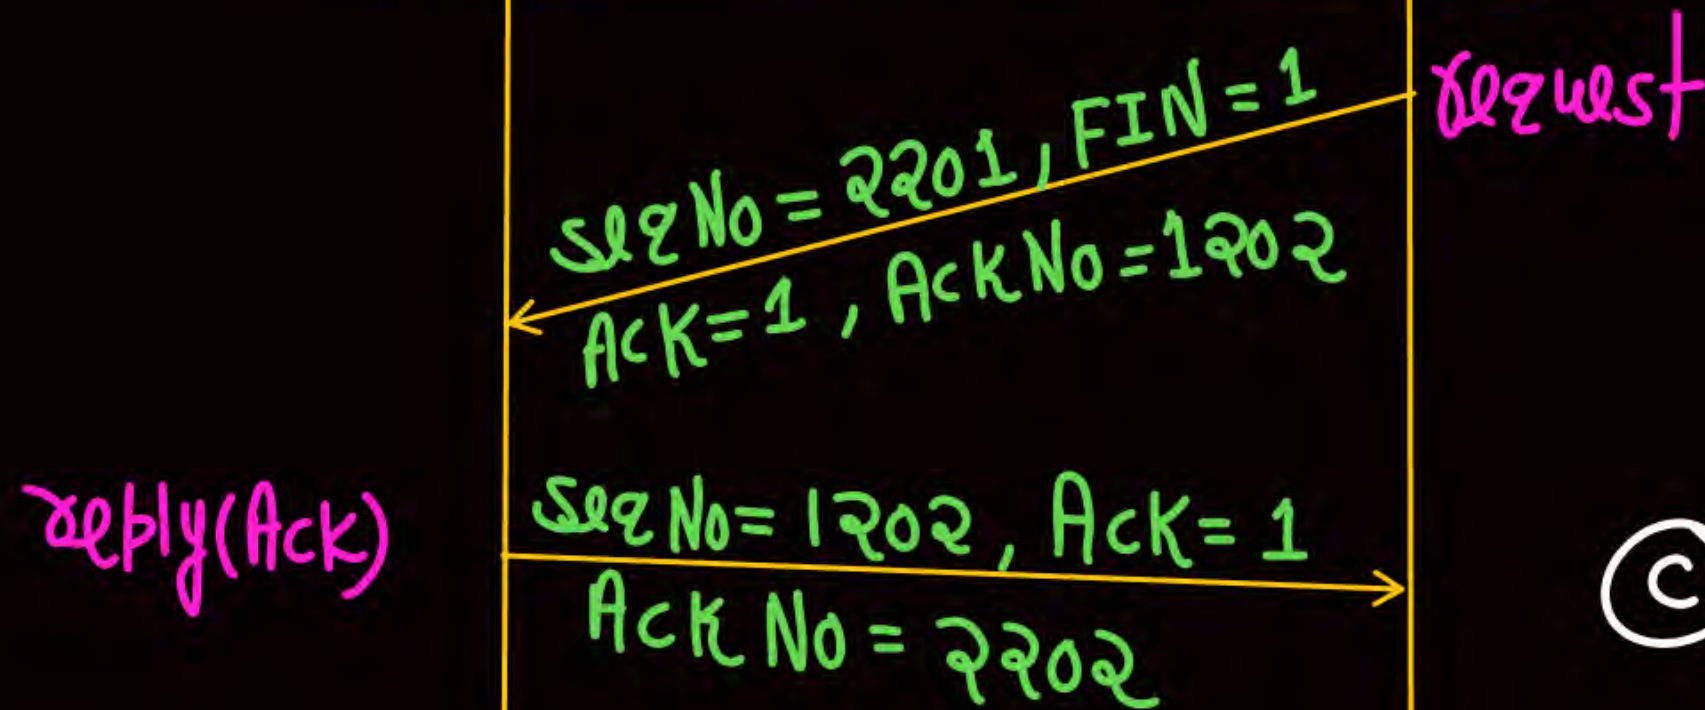 request
seqNo = 2201, FIN = 1
Ack=1, AckNo=1202
reply(Ack)
seqNo= 1202, Ack= 1
Ack No = 2202
C